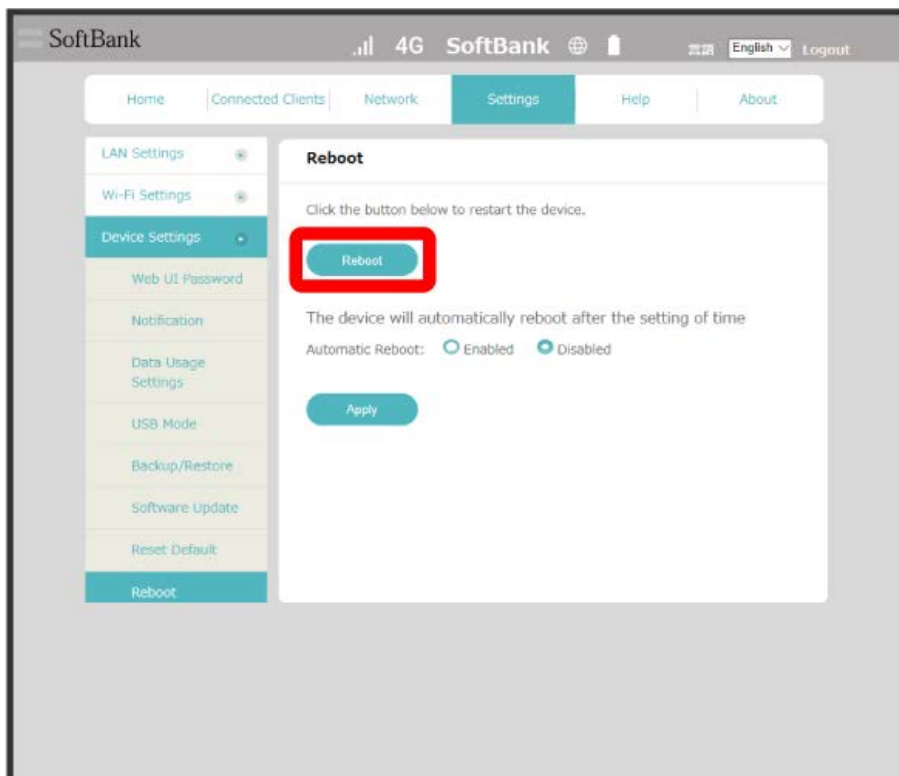 SoftBank
4G SoftBank 言語 English Logout
Home Connected Clients Network Settings Help About
LAN Settings
Wi-Fi Settings
Device Settings
Web UI Password
Notification
Data Usage
Settings
USB Mode
Backup/Restore
Software Update
Reset Default
Reboot
Reboot
Click the button below to restart the device.
Reboot
The device will automatically reboot after the setting of time
Automatic Reboot: Enabled Disabled
Apply